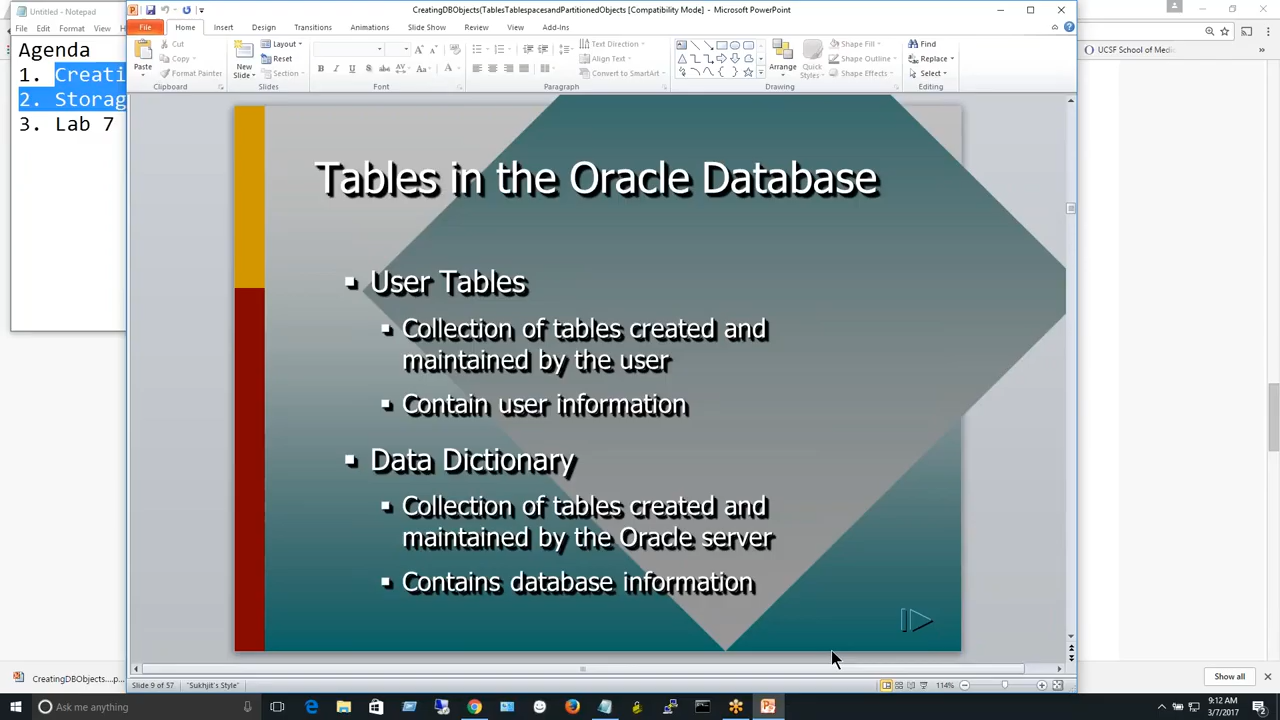 CreatingDBObjects(TablesTablespacesandPartitionedObjects [Compatibility Mode] - Microsoft PowerPoint
Untitled - Notepad
File Edit Format View
Agenda
1. Creati
2. Storag
3. Lab 7
File Home Insert Design Transitions Animations Slide Show Review View Add-Ins
Paste
Cut
Copy
Format Painter
Clipboard
New
Slide
Layout
Reset
Section
Slides
Font
Text Direction
Align Text
Convert to SmartArt
Paragraph
Arrange
Quick
Styles
Shape Fill
Shape Outline
Shape Effects
Drawing
Find
Replace
Select
Editing
UCSF School of Medi
Tables in the Oracle Database
User Tables
Collection of tables created and
maintained by the user
Contain user information
Data Dictionary
Collection of tables created and
maintained by the Oracle server
Contains database information
Slide 9 of 57
"Sukhjit's Style"
114%
CreatingDBObjects....p...
Show all
Ask me anything
9:12 AM
3/7/2017